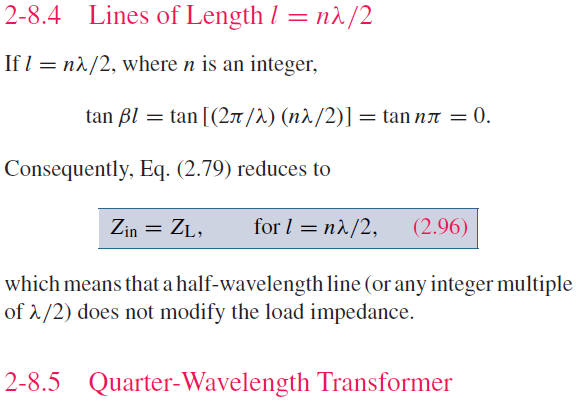 2-8.4 Lines of Length l = nλ/2
If l = nλ/2, where n is an integer,
tan βl = tan [(2π/λ) (nλ/2)] = tan nπ = 0.
Consequently, Eq. (2.79) reduces to
Zin = ZL, for l = nλ/2, (2.96)
which means that a half-wavelength line (or any integer multiple
of λ/2) does not modify the load impedance.
2-8.5 Quarter-Wavelength Transformer